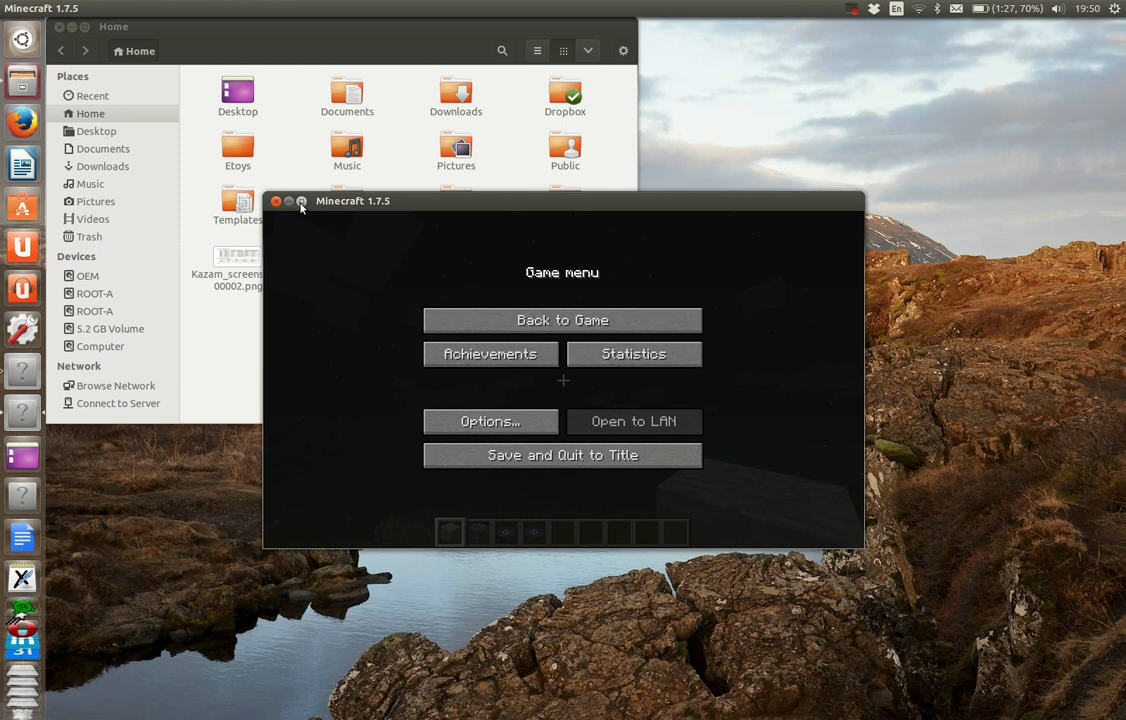 Minecraft 1.7.5
En
(1:27, 70%)
19:50
Home
Home
Places
Recent
Home
Desktop
Documents
Downloads
Music
Pictures
Videos
Trash
Devices
OEM
ROOT-A
ROOT-A
5.2 GB Volume
Computer
Network
Browse Network
Connect to Server
Desktop
Documents
Downloads
Dropbox
Etoys
Music
Pictures
Public
Templates
Kazam_screens
00002.png
Minecraft 1.7.5
Game menu
Back to Game
Achievements
Statistics
Options...
Open to LAN
Save and Quit to Title
31